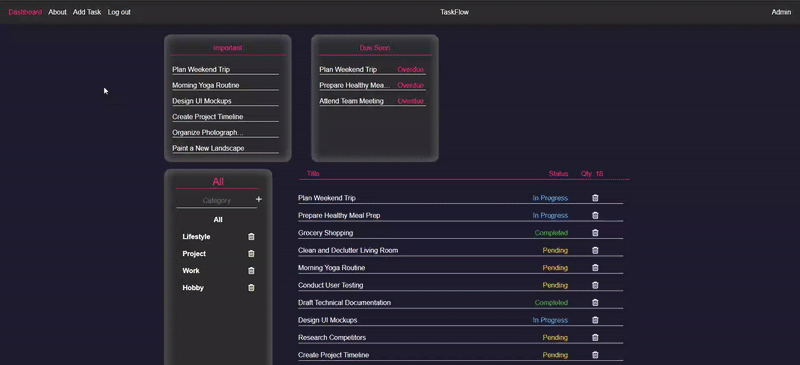 Dashboard About Add Task Log out TaskFlow Admin
Important
Plan Weekend Trip
Morning Yoga Routine
Design UI Mockups
Create Project Timeline
Organize Photograph...
Paint a New Landscape
Due Soon
Plan Weekend Trip Overdue
Prepare Healthy Mea... Overdue
Attend Team Meeting Overdue
All
Category +
All
Lifestyle
Project
Work
Hobby
Title Status Qty 15
Plan Weekend Trip In Progress
Prepare Healthy Meal Prep In Progress
Grocery Shopping Completed
Clean and Declutter Living Room Pending
Morning Yoga Routine Pending
Conduct User Testing Pending
Draft Technical Documentation Completed
Design UI Mockups In Progress
Research Competitors Pending
Create Project Timeline Pending